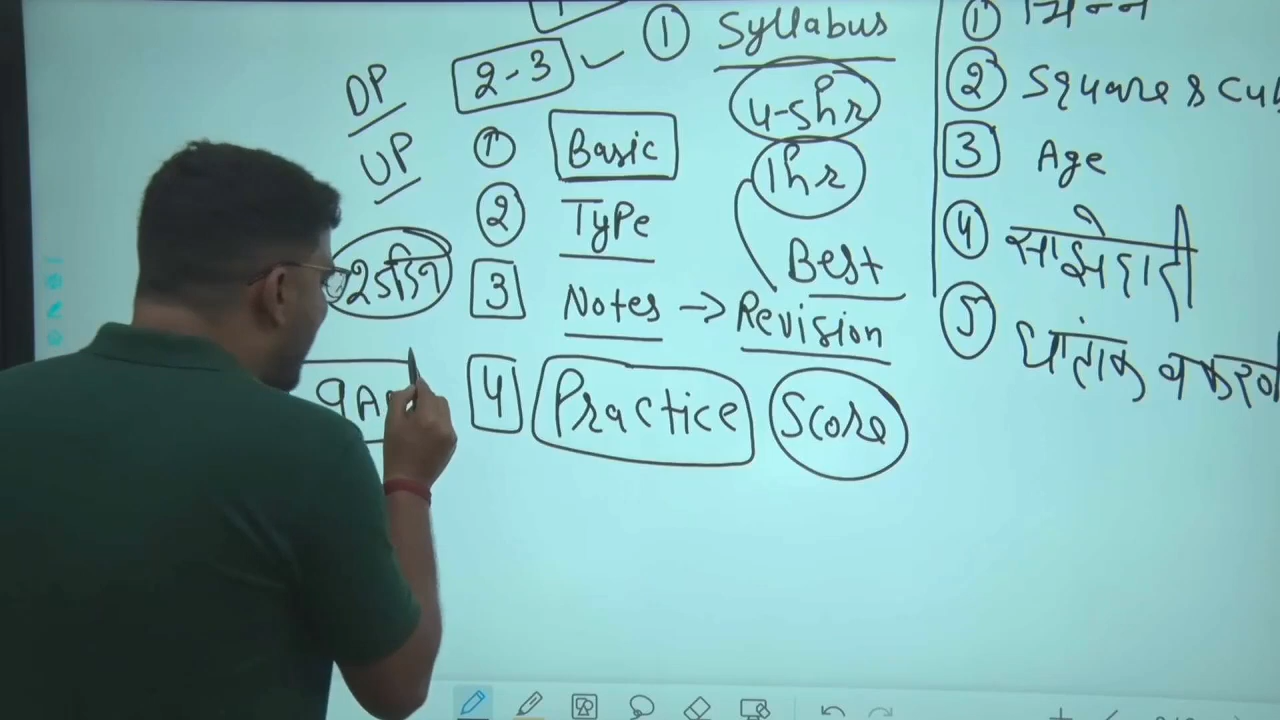 ① Syllabus
2-3
4-5hr
DP
UP
① Basic
1hr
② Type
Best
3 Notes → Revision
4 Practice Score
9A
① भिन्न
② Square & Cu
3 Age
④ साझेदारी
⑤ घातांक व करणी